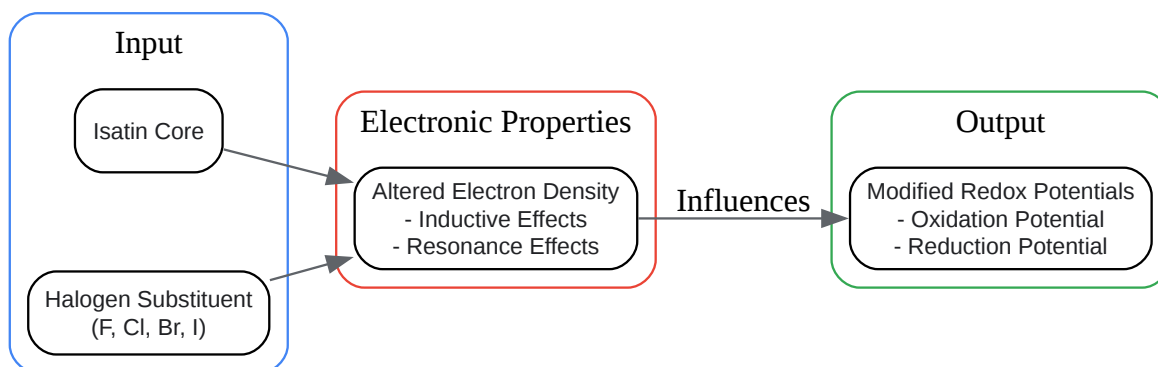 Input
Isatin Core
Halogen Substituent
(F, Cl, Br, I)
Electronic Properties
Altered Electron Density
- Inductive Effects
- Resonance Effects
Influences
Output
Modified Redox Potentials
- Oxidation Potential
- Reduction Potential